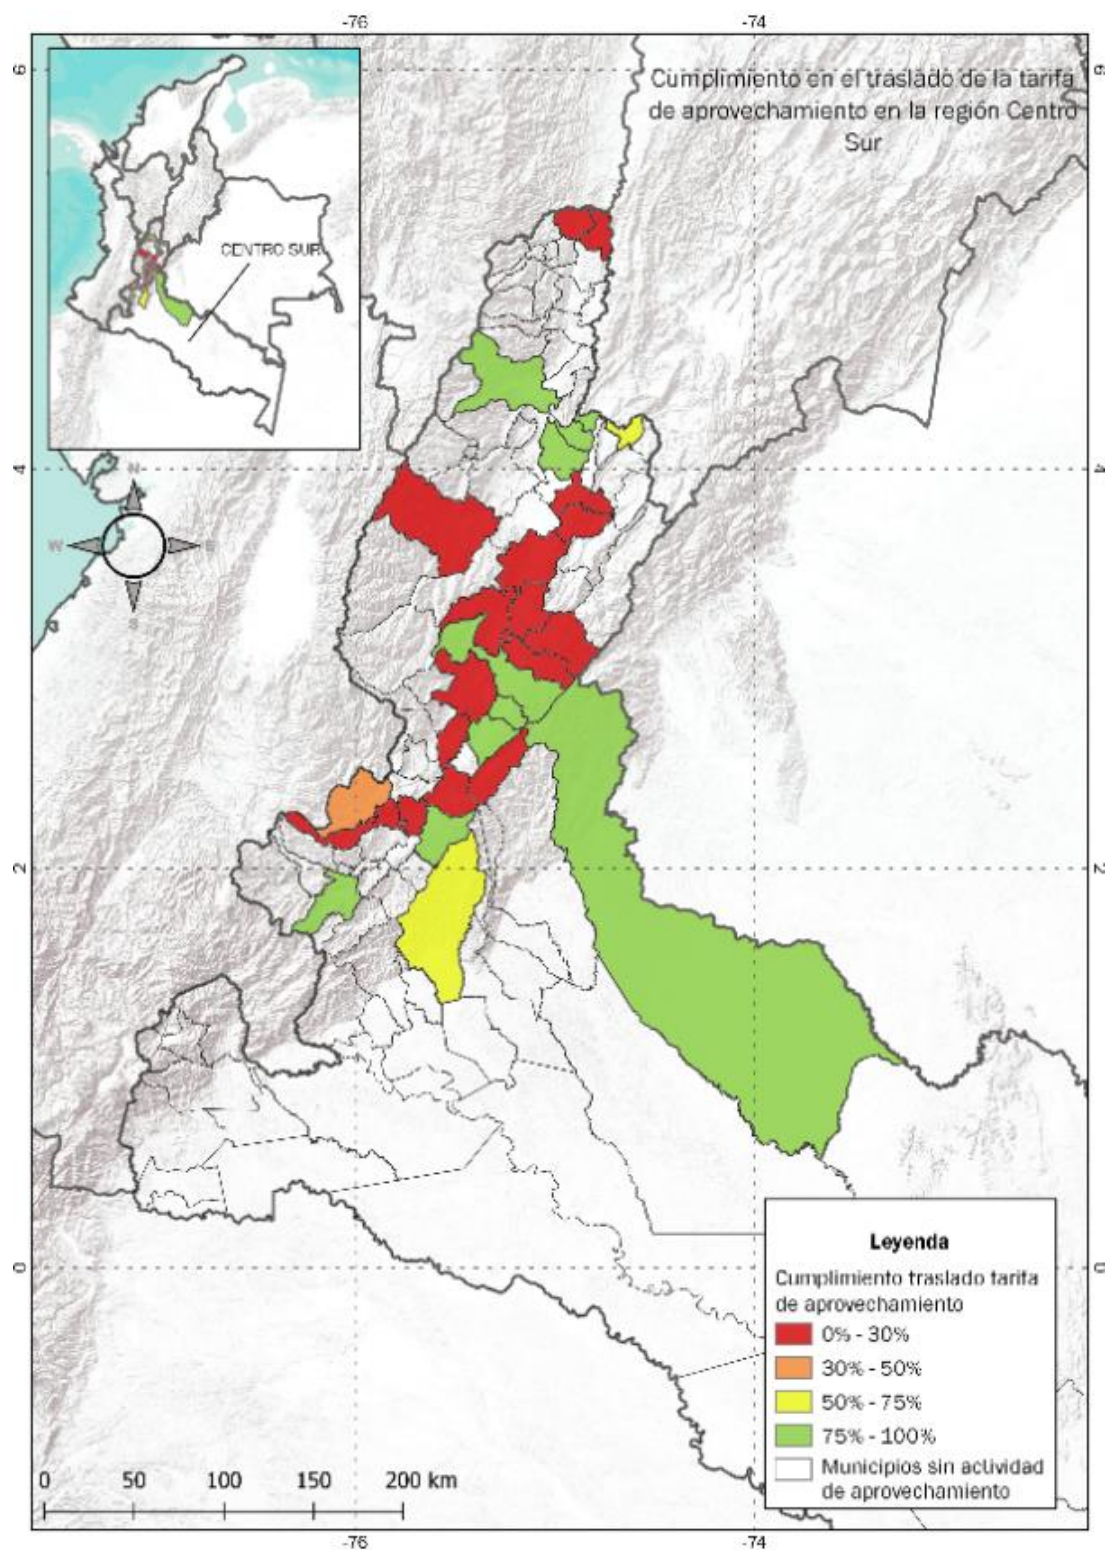 -76
-74
6
6
Cumplimiento en el traslado de la tarifa
de aprovechamiento en la región Centro
Sur
CENTRO SUR
4
4
N
W
E
S
2
2
0
0
Leyenda
Cumplimiento traslado tarifa
de aprovechamiento
0% - 30%
30% - 50%
50% - 75%
75% - 100%
Municipios sin actividad
de aprovechamiento
0 50 100 150 200 km
-76
-74